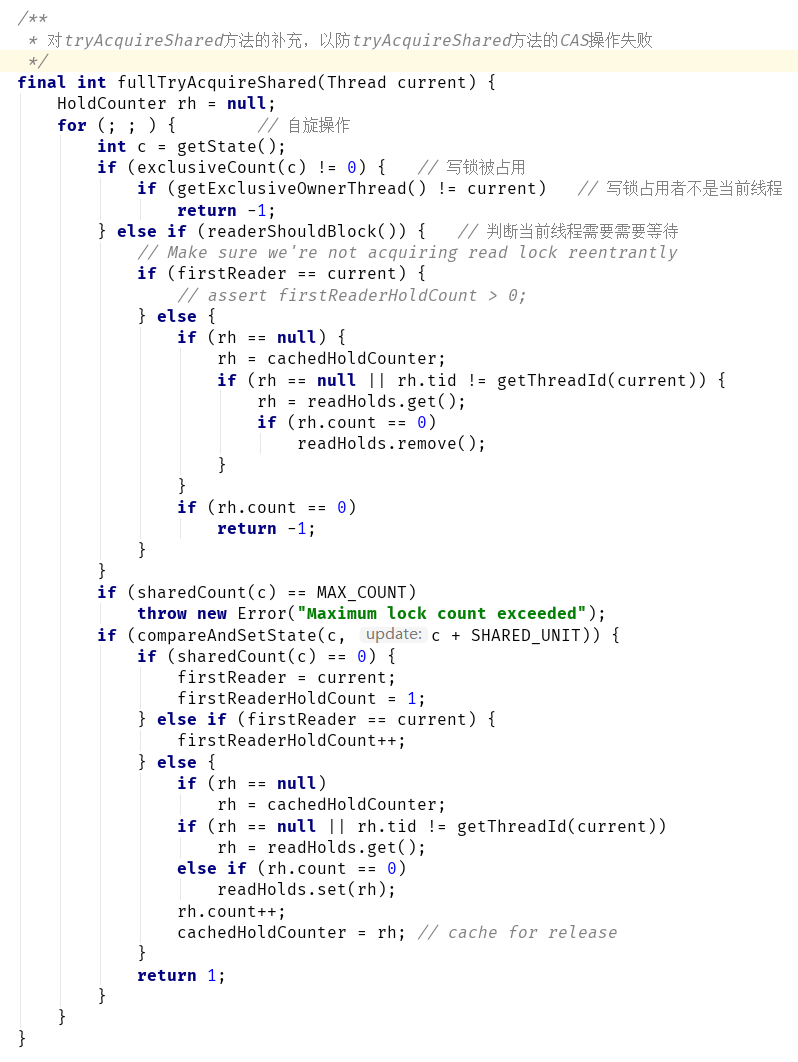 /**
 * 对tryAcquireShared方法的补充，以防tryAcquireShared方法的CAS操作失败
 */
final int fullTryAcquireShared(Thread current) {
    HoldCounter rh = null;
    for (; ; ) {        // 自旋操作
        int c = getState();
        if (exclusiveCount(c) != 0) {   // 写锁被占用
            if (getExclusiveOwnerThread() != current)   // 写锁占用者不是当前线程
                return -1;
        } else if (readerShouldBlock()) {   // 判断当前线程需要需要等待
            // Make sure we're not acquiring read lock reentrantly
            if (firstReader == current) {
                // assert firstReaderHoldCount > 0;
            } else {
                if (rh == null) {
                    rh = cachedHoldCounter;
                    if (rh == null || rh.tid != getThreadId(current)) {
                        rh = readHolds.get();
                        if (rh.count == 0)
                            readHolds.remove();
                    }
                }
                if (rh.count == 0)
                    return -1;
            }
        }
        if (sharedCount(c) == MAX_COUNT)
            throw new Error("Maximum lock count exceeded");
        if (compareAndSetState(c, update: c + SHARED_UNIT)) {
            if (sharedCount(c) == 0) {
                firstReader = current;
                firstReaderHoldCount = 1;
            } else if (firstReader == current) {
                firstReaderHoldCount++;
            } else {
                if (rh == null)
                    rh = cachedHoldCounter;
                if (rh == null || rh.tid != getThreadId(current))
                    rh = readHolds.get();
                else if (rh.count == 0)
                    readHolds.set(rh);
                rh.count++;
                cachedHoldCounter = rh; // cache for release
            }
            return 1;
        }
    }
}